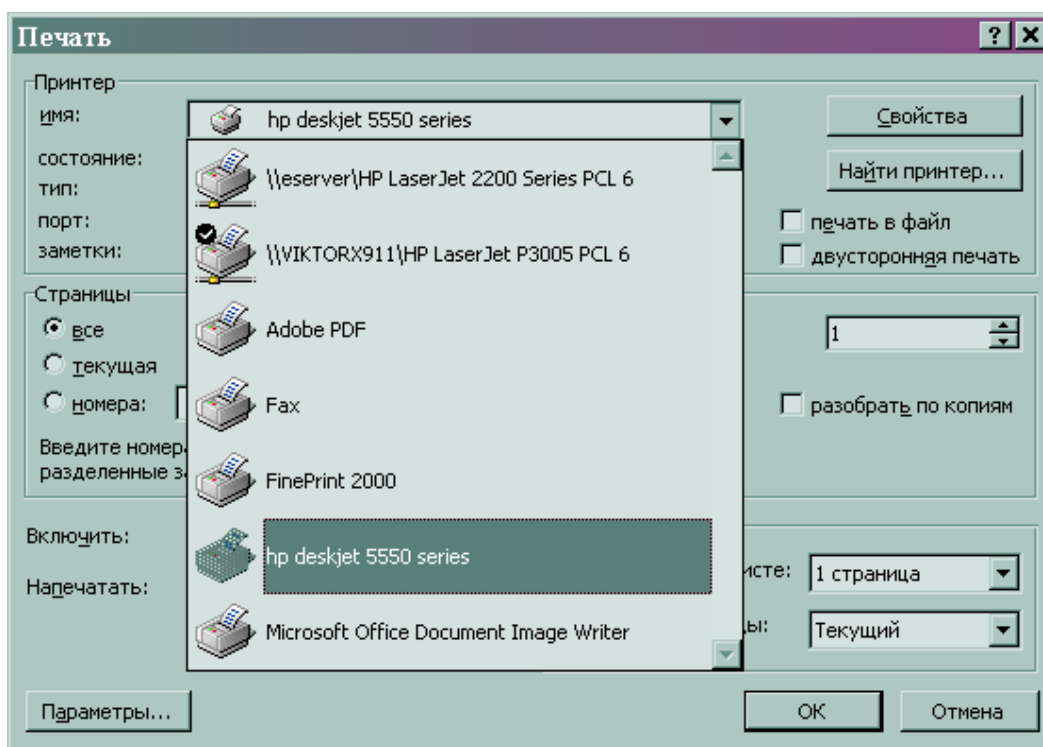 Печать
Принтер
имя:
hp deskjet 5550 series
Свойства
состояние:
\\eserver\HP LaserJet 2200 Series PCL 6
Найти принтер...
тип:
порт:
печать в файл
заметки:
\\VIKTORX911\HP LaserJet P3005 PCL 6
двусторонняя печать
Страницы
все
Adobe PDF
1
текущая
номера:
Fax
разобрать по копиям
Введите номер
разделенные
FinePrint 2000
Включить:
hp deskjet 5550 series
исте:
1 страница
Напечатать:
Microsoft Office Document Image Writer
ды:
Текущий
Параметры...
ОК
Отмена